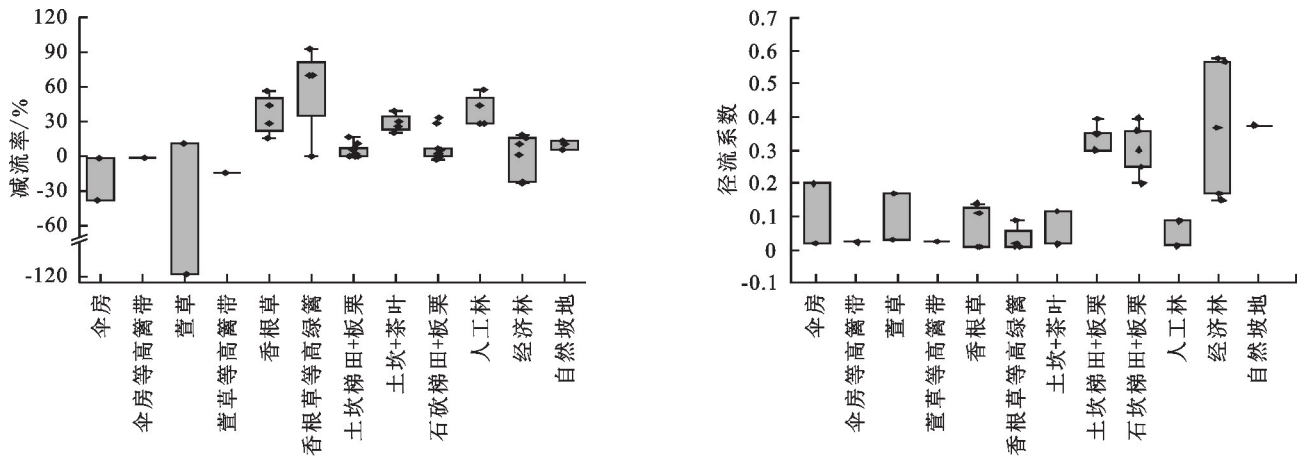 减流率/%
120
90
60
30
0
-30
-60
-120
伞房
伞房等高篱带
萱草
萱草等高篱带
香根草
香根草等高绿篱
土坎梯田+板栗
土坎+茶叶
石砍梯田+板栗
人工林
经济林
自然坡地
径流系数
0.7
0.6
0.5
0.4
0.3
0.2
0.1
0
-0.1
伞房
伞房等高篱带
萱草
萱草等高篱带
香根草
香根草等高绿篱
土坎+茶叶
土坎梯田+板栗
石坎梯田+板栗
人工林
经济林
自然坡地